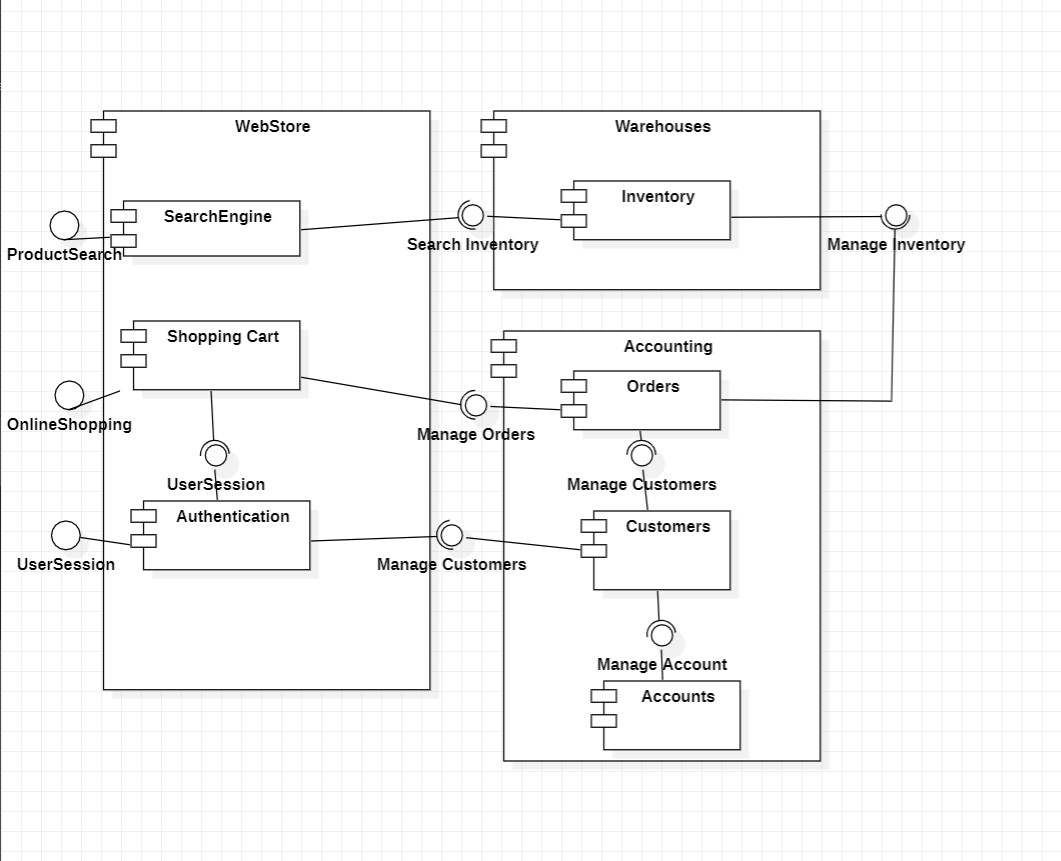 WebStore
Warehouses
SearchEngine
Inventory
ProductSearch
Search Inventory
Manage Inventory
Shopping Cart
Accounting
Orders
OnlineShopping
Manage Orders
UserSession
Manage Customers
Authentication
Customers
UserSession
Manage Customers
Manage Account
Accounts